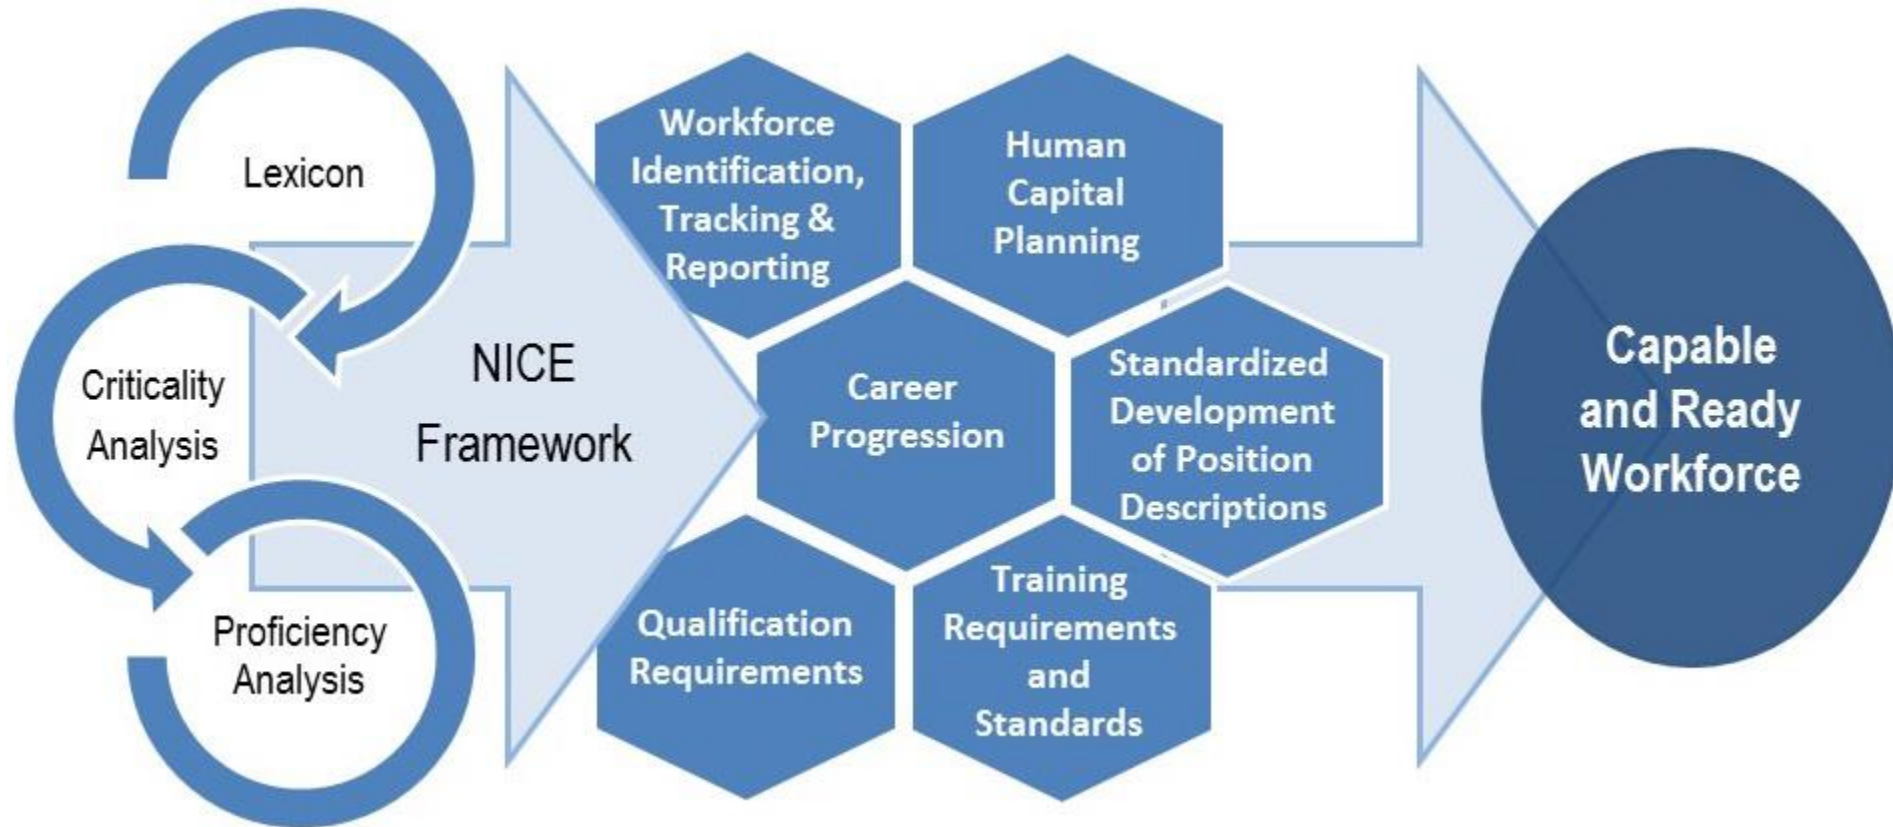 Lexicon
Criticality
Analysis
Proficiency
Analysis
NICE
Framework
Workforce
Identification,
Tracking &
Reporting
Human
Capital
Planning
Career
Progression
Standardized
Development
of Position
Descriptions
Qualification
Requirements
Training
Requirements
and
Standards
Capable
and Ready
Workforce